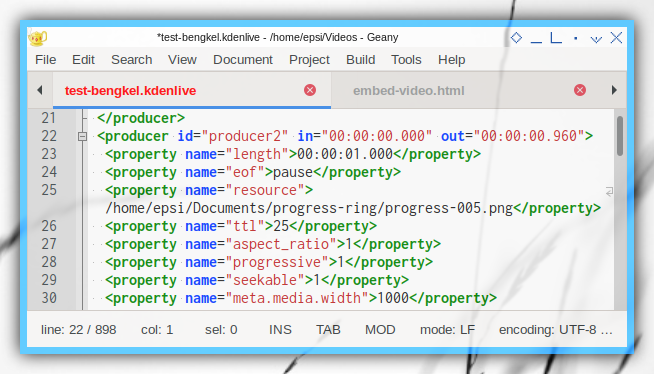 *test-bengkel.kdenlive - /home/epsi/Videos - Geany
File Edit Search View Document Project Build Tools Help
test-bengkel.kdenlive embed-video.html
21 </producer>
22 <producer id="producer2" in="00:00:00.000" out="00:00:00.960">
23 <property name="length">00:00:01.000</property>
24 <property name="eof">pause</property>
25 <property name="resource">
/home/epsi/Documents/progress-ring/progress-005.png</property>
26 <property name="ttl">25</property>
27 <property name="aspect_ratio">1</property>
28 <property name="progressive">1</property>
29 <property name="seekable">1</property>
30 <property name="meta.media.width">1000</property>
line: 22 / 898 col: 1 sel: 0 INS TAB MOD mode: LF encoding: UTF-8 ...